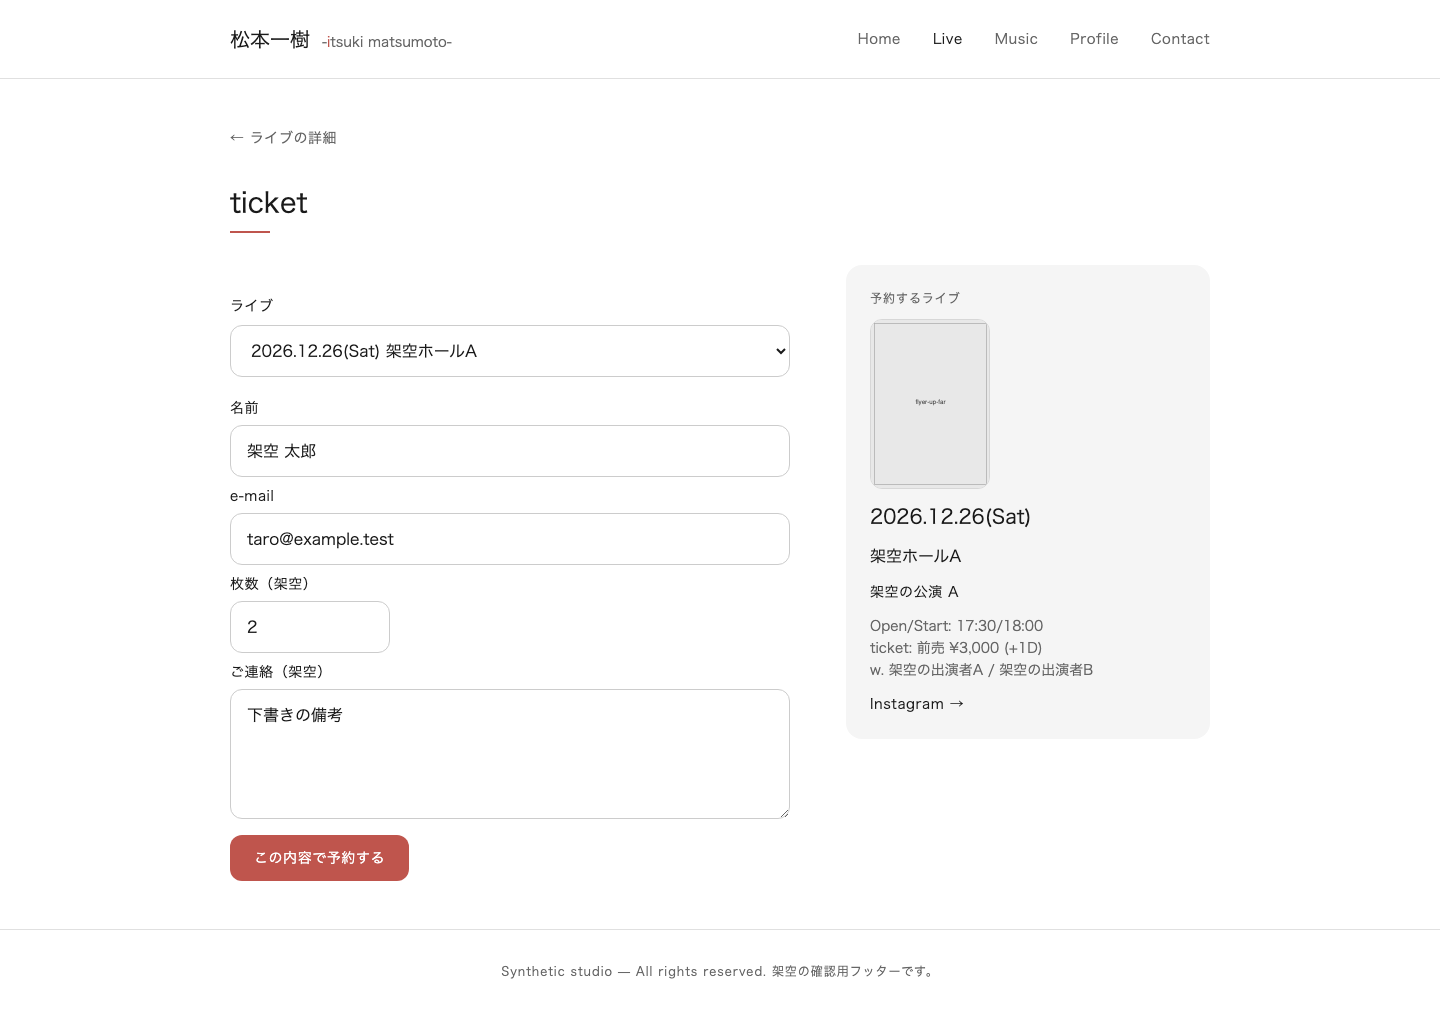 松本一樹 -itsuki matsumoto-
Home Live Music Profile Contact
← ライブの詳細
ticket
ライブ
2026.12.26(Sat) 架空ホールA
名前
架空 太郎
e-mail
taro@example.test
枚数（架空）
2
ご連絡（架空）
下書きの備考
この内容で予約する
予約するライブ
flyer-up-far
2026.12.26(Sat)
架空ホールA
架空の公演 A
Open/Start: 17:30/18:00
ticket: 前売 ¥3,000 (+1D)
w. 架空の出演者A / 架空の出演者B
Instagram →
Synthetic studio — All rights reserved. 架空の確認用フッターです。